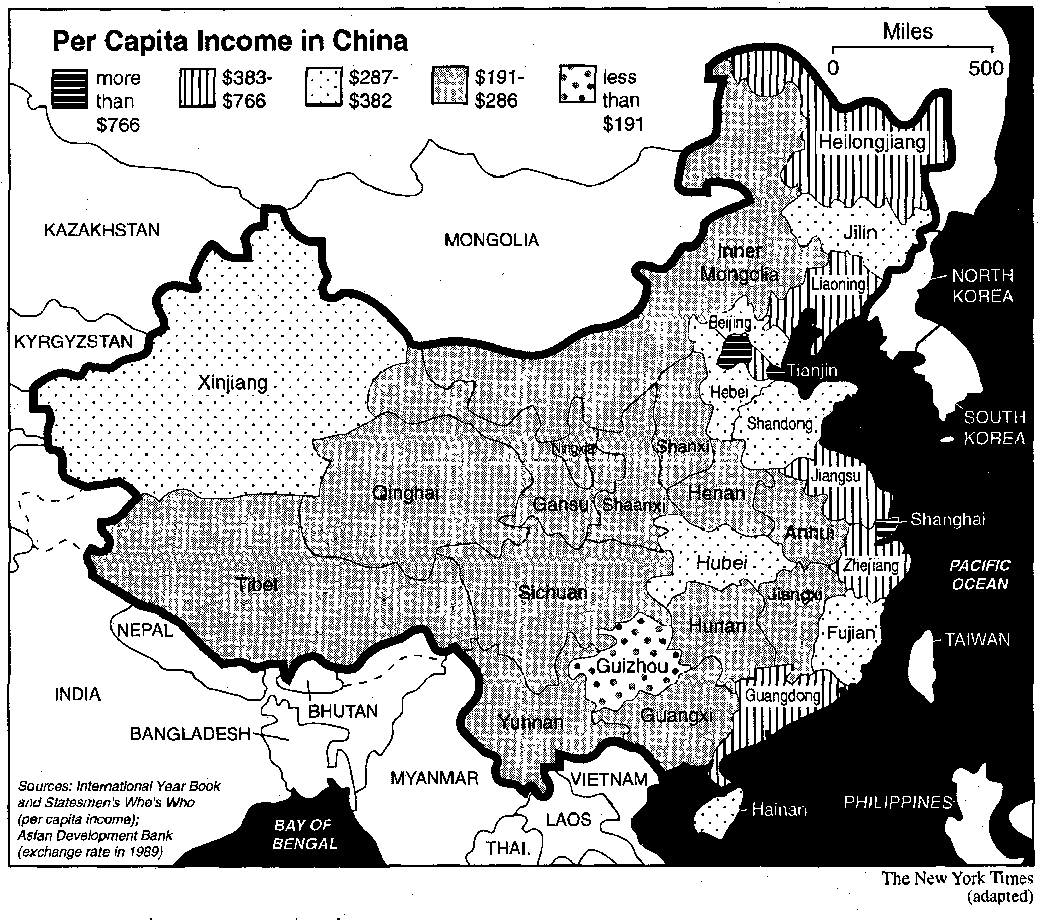 Per Capita Income in China
more
than
$766
$383-
$766
$287-
$382
$191-
$286
less
than
$191
Miles
0 500
Heilongjiang
KAZAKHSTAN
MONGOLIA
Jilin
Inner
Mongolia
Liaoning
NORTH
KOREA
KYRGYZSTAN
Beijing
Tianjin
Xinjiang
Hebei
Shandong
SOUTH
KOREA
Ningxia
Shanxi
Jiangsu
Qinghai
Gansu
Shaanxi
Henan
Shanghai
Anhui
Hubei
Zhejiang
PACIFIC
OCEAN
Tibet
Sichuan
Jiangxi
NEPAL
Hunan
Fujian
TAIWAN
Guizhou
INDIA
Guangdong
BHUTAN
Yunnan
Guangxi
BANGLADESH
MYANMAR
VIETNAM
Sources: International Year Book
and Statesmen's Who's Who
(per capita income);
Asian Development Bank
(exchange rate in 1989)
BAY OF
BENGAL
LAOS
THAI.
Hainan
PHILIPPINES
The New York Times
(adapted)